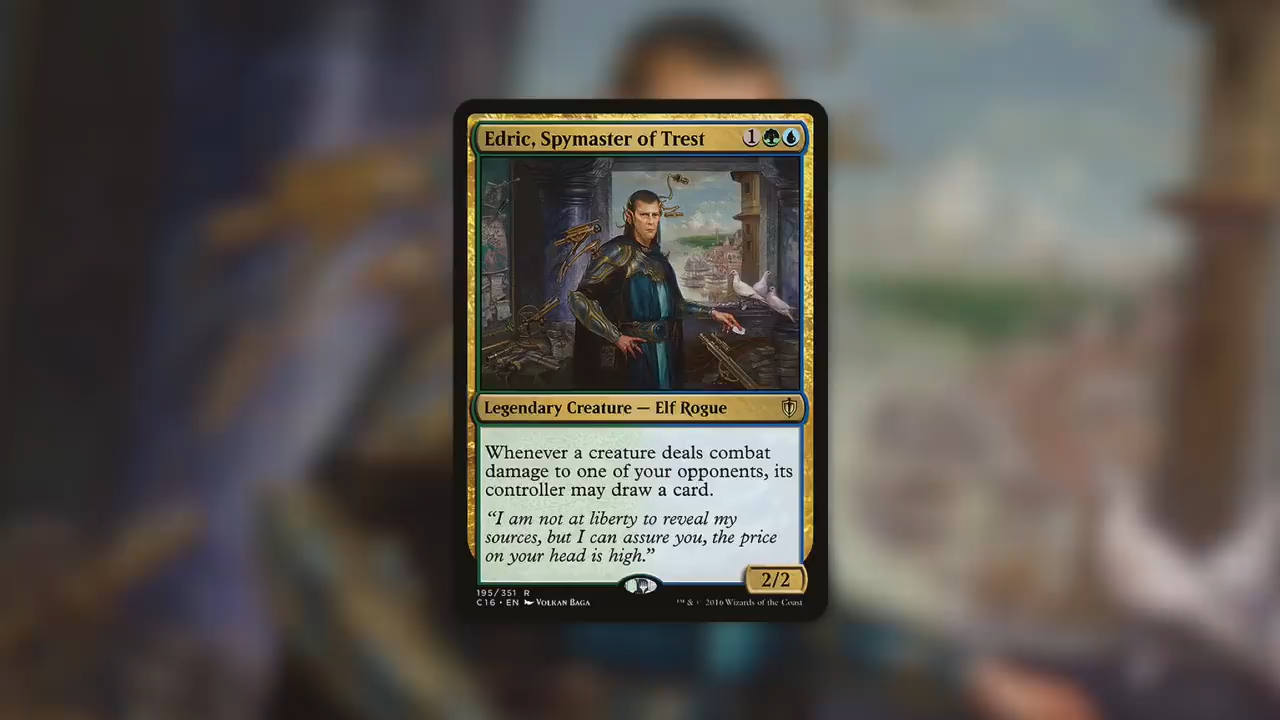 Edric, Spymaster of Trest 1
Legendary Creature — Elf Rogue
Whenever a creature deals combat
damage to one of your opponents, its
controller may draw a card.
“I am not at liberty to reveal my
sources, but I can assure you, the price
on your head is high.”
2/2
195/351 R
C16 • EN Volkan Baga
™ & © 2016 Wizards of the Coast